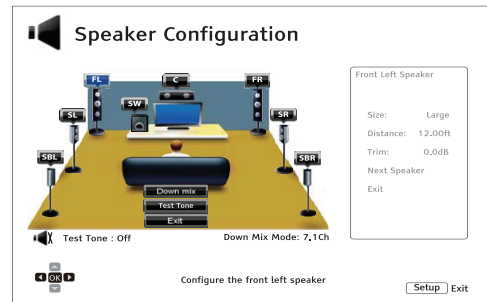 Speaker Configuration
FL
C
FR
SW
SL
SR
SBL
SBR
Down mix
Test Tone
Exit
Test Tone : Off
Down Mix Mode: 7.1Ch
Front Left Speaker
Size: Large
Distance: 12.00ft
Trim: 0.0dB
Next Speaker
Exit
OK
Configure the front left speaker
Setup Exit